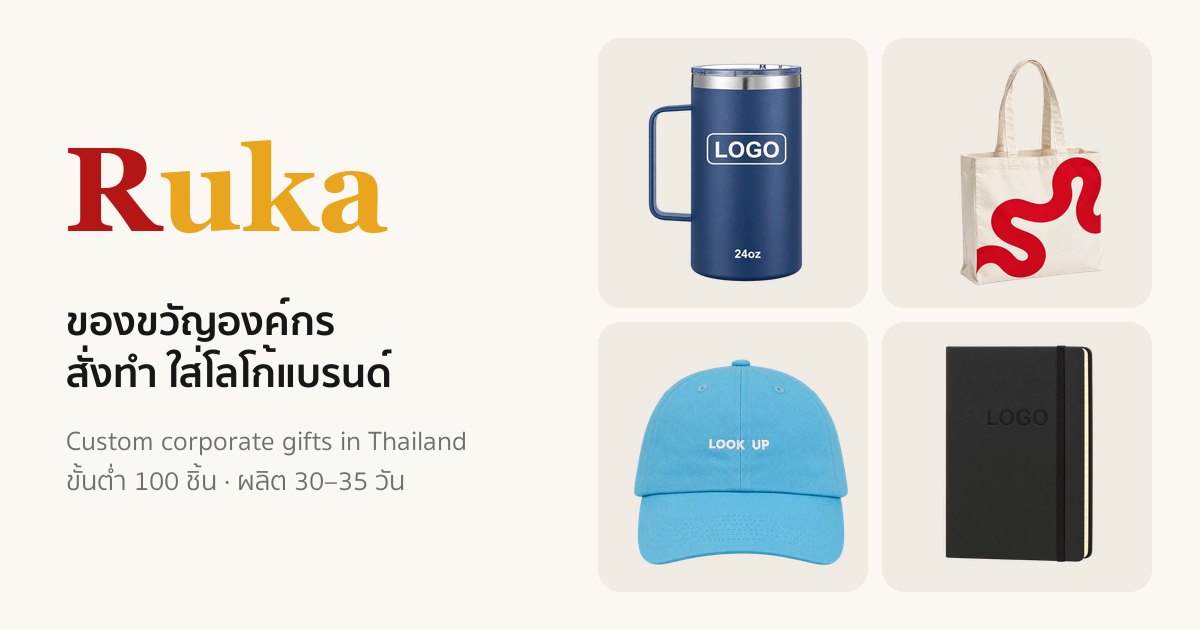 Ruka
ของขวัญองค์กร
สั่งทำ ใส่โลโก้แบรนด์
Custom corporate gifts in Thailand
ขั้นต่ำ 100 ชิ้น · ผลิต 30–35 วัน
LOGO
24oz
LOOK UP
LOGO